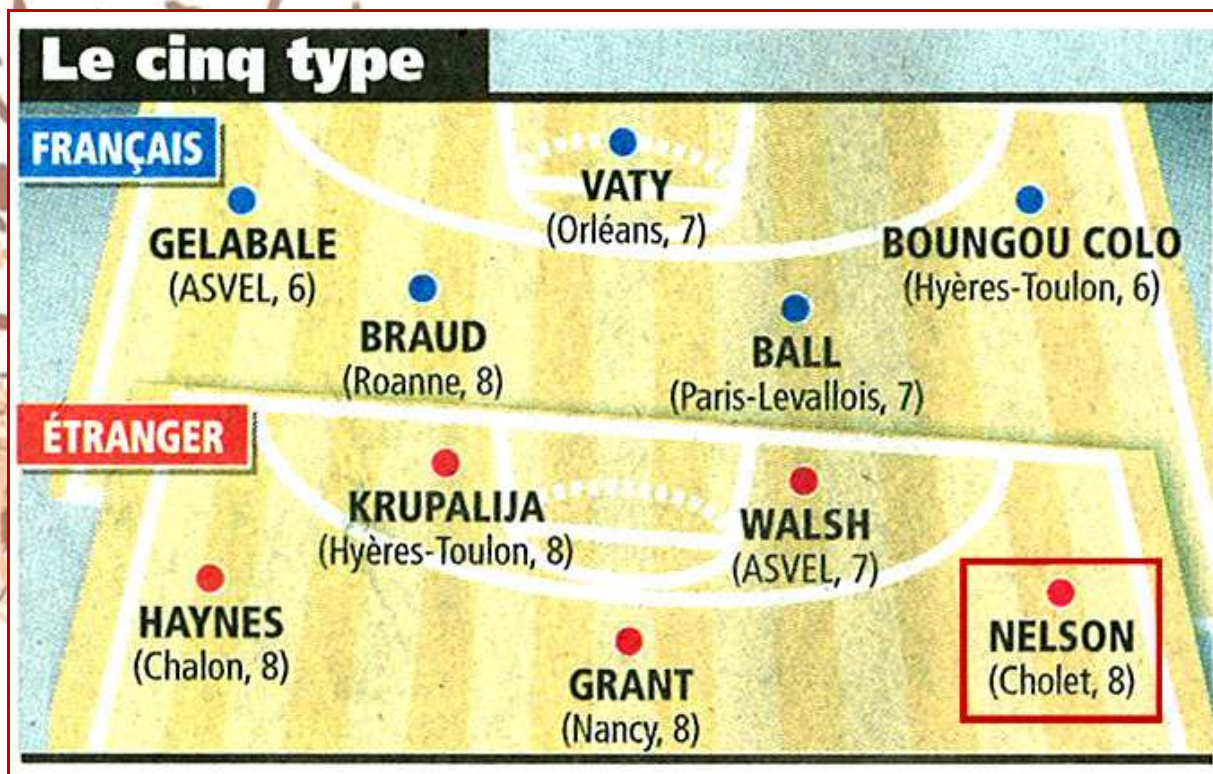 Le cinq type
FRANÇAIS
VATY
(Orléans, 7)
GELABALE
(ASVEL, 6)
BOUNGOU COLO
(Hyères-Toulon, 6)
BRAUD
(Roanne, 8)
BALL
(Paris-Levallois, 7)
ÉTRANGER
KRUPALIJA
(Hyères-Toulon, 8)
WALSH
(ASVEL, 7)
HAYNES
(Chalon, 8)
GRANT
(Nancy, 8)
NELSON
(Cholet, 8)